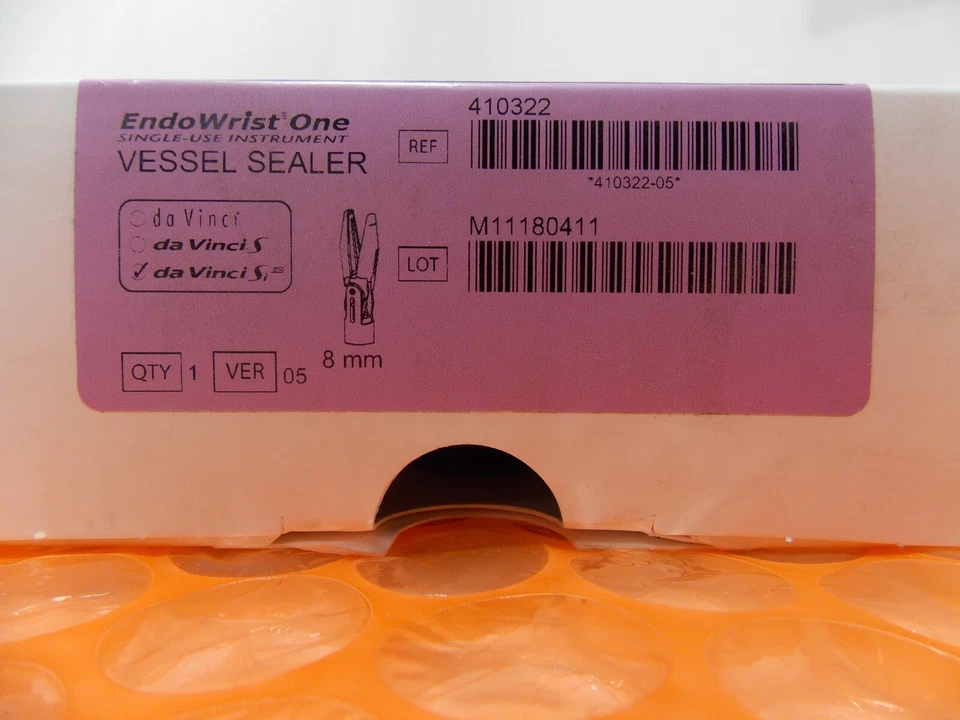 EndoWrist® One
SINGLE-USE INSTRUMENT
VESSEL SEALER
da Vinci
da Vinci S
da Vinci Si
8 mm
QTY 1 VER 05
REF
410322
*410322-05*
LOT
M11180411